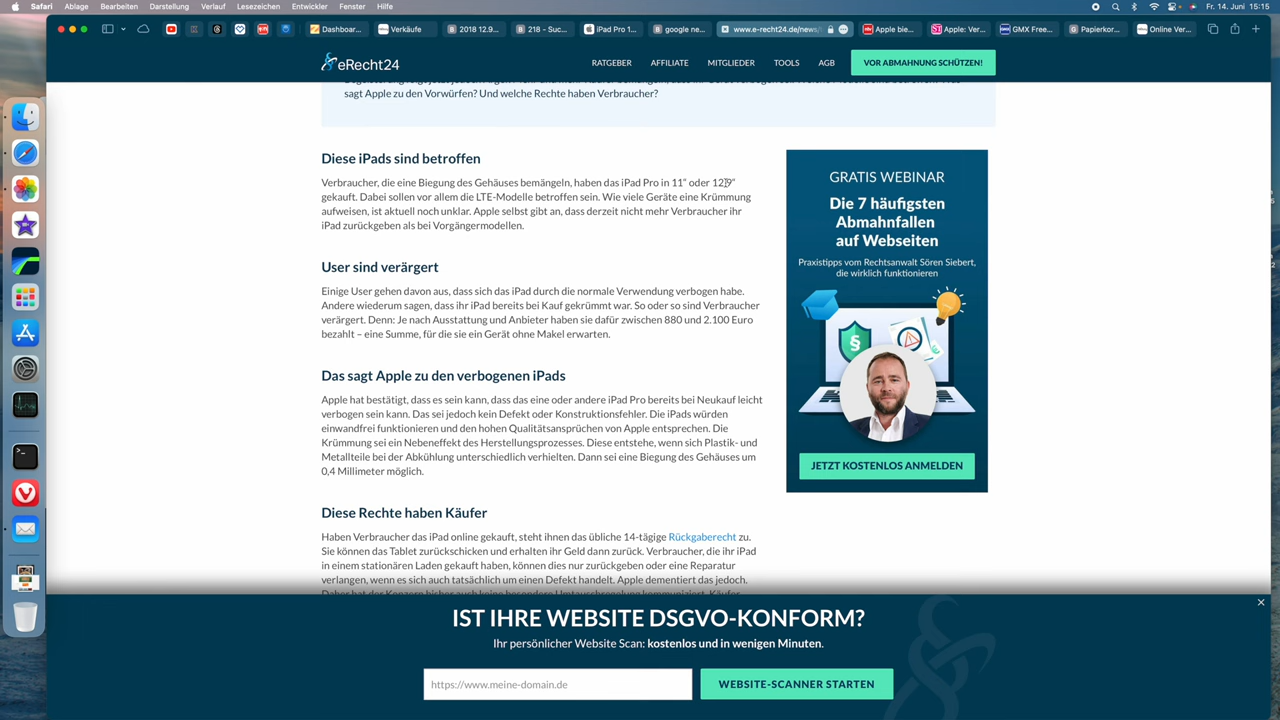 Safari Ablage Bearbeiten Darstellung Verlauf Lesezeichen Entwickler Fenster Hilfe Fr. 14. Juni 15:15
Dashboar... Verkäufe 2018 12.9... 218 - Suc... iPad Pro 1... google ne... www.e-recht24.de/news/ Apple bie... Apple: Ver... GMX Free... Papierkor... Online Ver...
eRecht24 RATGEBER AFFILIATE MITGLIEDER TOOLS AGB VOR ABMAHNUNG SCHÜTZEN!
sagt Apple zu den Vorwürfen? Und welche Rechte haben Verbraucher?
Diese iPads sind betroffen
Verbraucher, die eine Biegung des Gehäuses bemängeln, haben das iPad Pro in 11" oder 12,9"
gekauft. Dabei sollen vor allem die LTE-Modelle betroffen sein. Wie viele Geräte eine Krümmung
aufweisen, ist aktuell noch unklar. Apple selbst gibt an, dass derzeit nicht mehr Verbraucher ihr
iPad zurückgeben als bei Vorgängermodellen.
User sind verärgert
Einige User gehen davon aus, dass sich das iPad durch die normale Verwendung verbogen habe.
Andere wiederum sagen, dass ihr iPad bereits bei Kauf gekrümmt war. So oder so sind Verbraucher
verärgert. Denn: Je nach Ausstattung und Anbieter haben sie dafür zwischen 880 und 2.100 Euro
bezahlt – eine Summe, für die sie ein Gerät ohne Makel erwarten.
Das sagt Apple zu den verbogenen iPads
Apple hat bestätigt, dass es sein kann, dass das eine oder andere iPad Pro bereits bei Neukauf leicht
verbogen sein kann. Das sei jedoch kein Defekt oder Konstruktionsfehler. Die iPads würden
einwandfrei funktionieren und den hohen Qualitätsansprüchen von Apple entsprechen. Die
Krümmung sei ein Nebeneffekt des Herstellungsprozesses. Diese entstehe, wenn sich Plastik- und
Metallteile bei der Abkühlung unterschiedlich verhielten. Dann sei eine Biegung des Gehäuses um
0,4 Millimeter möglich.
Diese Rechte haben Käufer
Haben Verbraucher das iPad online gekauft, steht ihnen das übliche 14-tägige Rückgaberecht zu.
Sie können das Tablet zurückschicken und erhalten ihr Geld dann zurück. Verbraucher, die ihr iPad
in einem stationären Laden gekauft haben, können dies nur zurückgeben oder eine Reparatur
verlangen, wenn es sich auch tatsächlich um einen Defekt handelt. Apple dementiert das jedoch.
GRATIS WEBINAR
Die 7 häufigsten
Abmahnfallen
auf Webseiten
Praxistipps vom Rechtsanwalt Sören Siebert,
die wirklich funktionieren
§
JETZT KOSTENLOS ANMELDEN
IST IHRE WEBSITE DSGVO-KONFORM?
Ihr persönlicher Website Scan: kostenlos und in wenigen Minuten.
https://www.meine-domain.de WEBSITE-SCANNER STARTEN